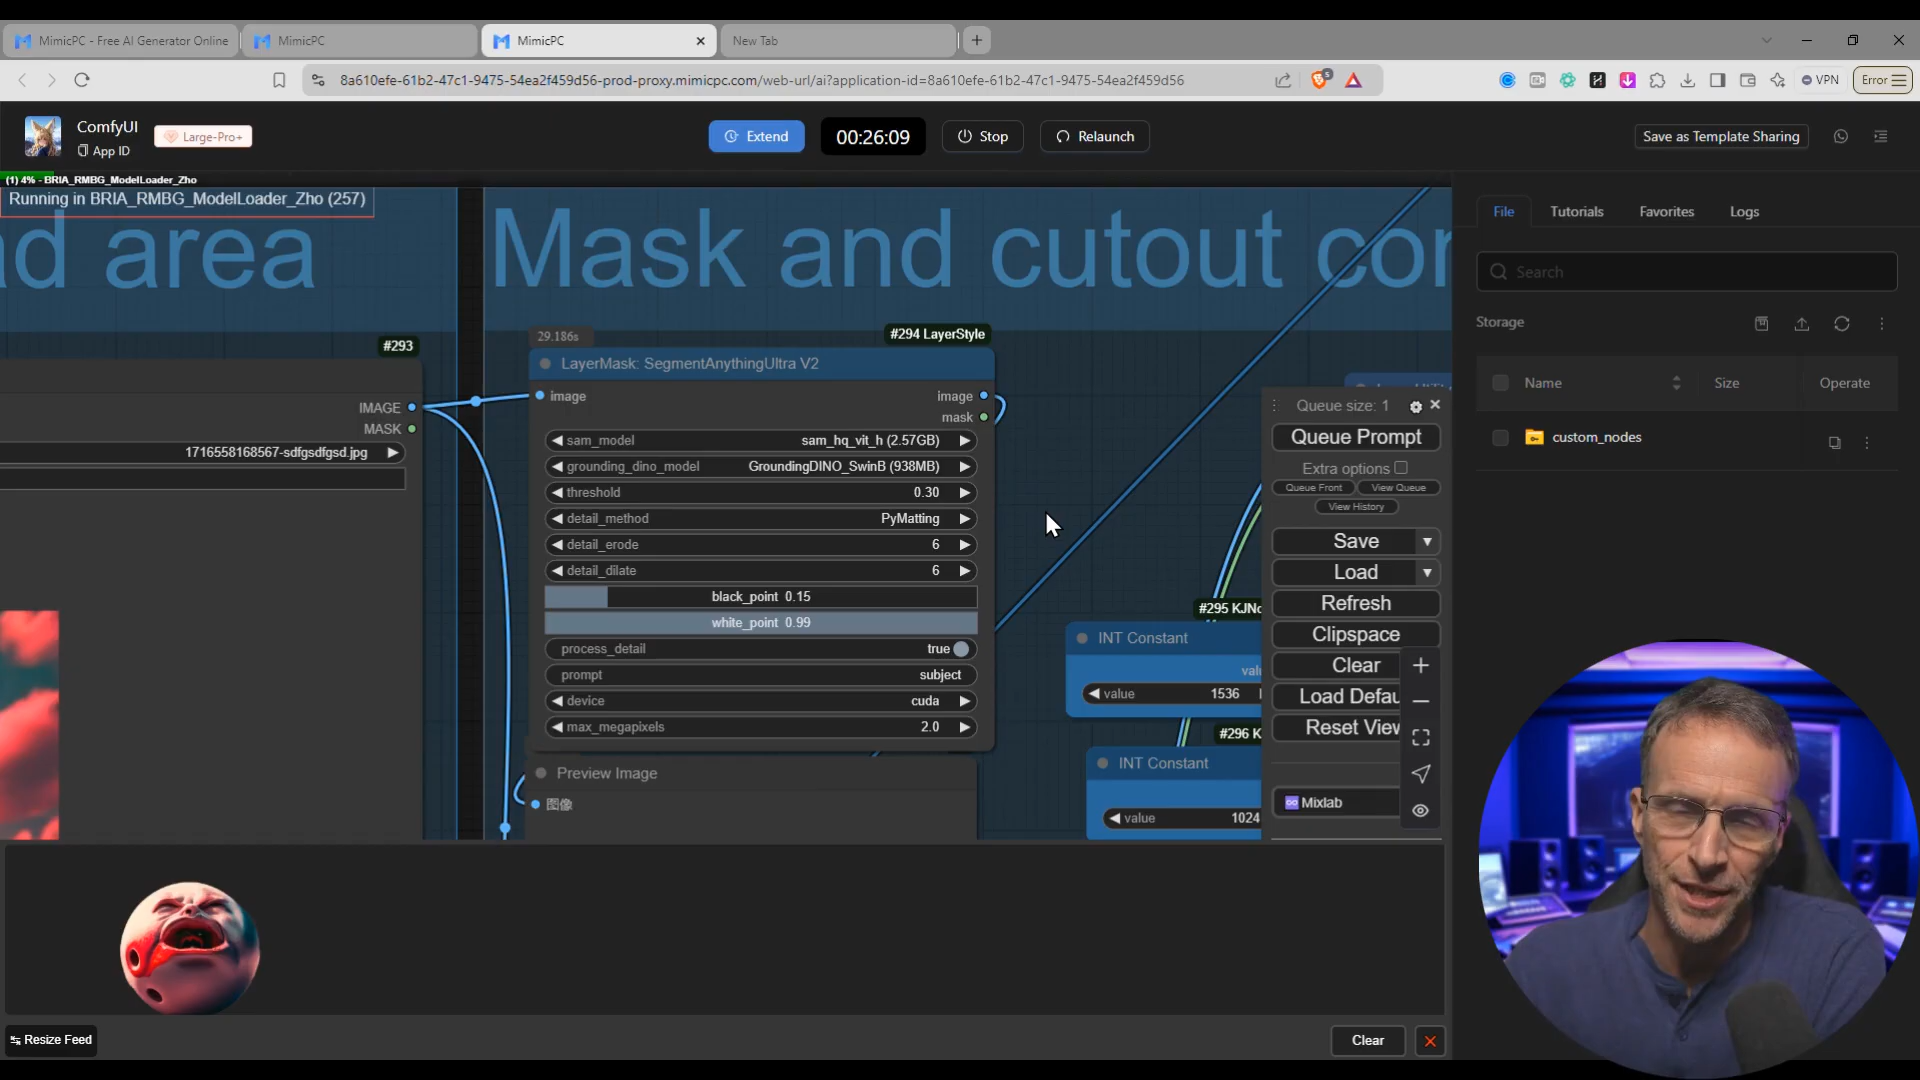 MimicPC - Free AI Generator Online
MimicPC
MimicPC
New Tab
8a610efe-61b2-47c1-9475-54ea2f459d56-prod-proxy.mimicpc.com/web-url/ai?application-id=8a610efe-61b2-47c1-9475-54ea2f459d56
5
VPN
Error
ComfyUI
App ID
Large-Pro+
Extend
00:26:09
Stop
Relaunch
Save as Template Sharing
(1) 4% - BRIA_RMBG_ModelLoader_Zho
Running in BRIA_RMBG_ModelLoader_Zho (257)
ad area
Mask and cutout cor
#293
IMAGE
MASK
1716558168567-sdfgsdfgsd.jpg
29.186s
#294 LayerStyle
LayerMask: SegmentAnythingUltra V2
image
image
mask
sam_model sam_hq_vit_h (2.57GB)
grounding_dino_model GroundingDINO_SwinB (938MB)
threshold 0.30
detail_method PyMatting
detail_erode 6
detail_dilate 6
black_point 0.15
white_point 0.99
process_detail true
prompt subject
device cuda
max_megapixels 2.0
Preview Image
图像
#295 KJNo
INT Constant
valu
value 1536
#296 K
INT Constant
value 1024
Queue size: 1
Queue Prompt
Extra options
Queue Front
View Queue
View History
Save
Load
Refresh
Clipspace
Clear
Load Defau
Reset View
Mixlab
File
Tutorials
Favorites
Logs
Search
Storage
Name
Size
Operate
custom_nodes
Resize Feed
Clear